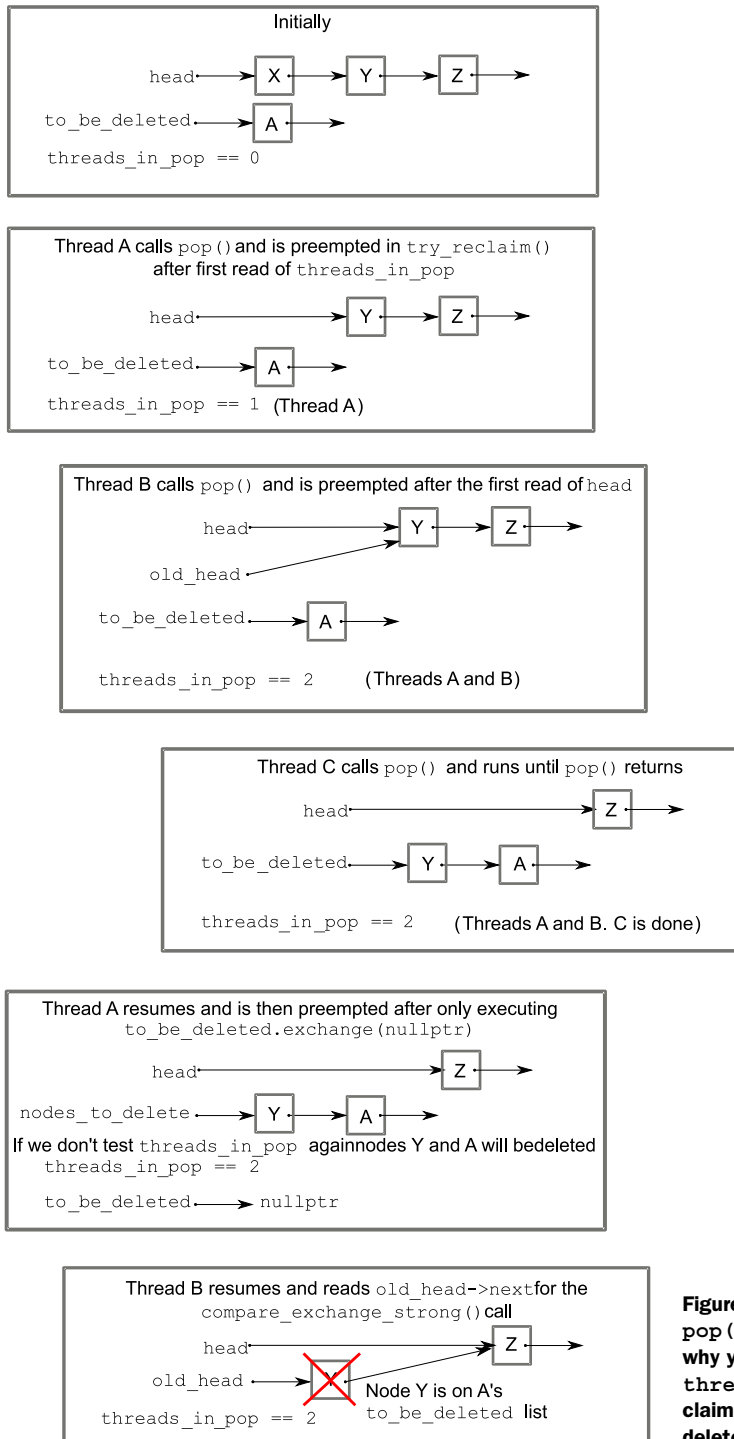 Initially
head X Y Z
to_be_deleted A
threads_in_pop == 0
Thread A calls pop() and is preempted in try_reclaim()
after first read of threads_in_pop
head Y Z
to_be_deleted A
threads_in_pop == 1 (Thread A)
Thread B calls pop() and is preempted after the first read of head
head Y Z
old_head
to_be_deleted A
threads_in_pop == 2 (Threads A and B)
Thread C calls pop() and runs until pop() returns
head Z
to_be_deleted Y A
threads_in_pop == 2 (Threads A and B. C is done)
Thread A resumes and is then preempted after only executing
to_be_deleted.exchange(nullptr)
head Z
nodes_to_delete Y A
If we don't test threads_in_pop againnodes Y and A will bedeleted
threads_in_pop == 2
to_be_deleted nullptr
Thread B resumes and reads old_head->nextfor the
compare_exchange_strong() call
head Z
old_head Y
Node Y is on A's
threads_in_pop == 2 to_be_deleted list
Figure
pop(
why y
thre
claim
delete